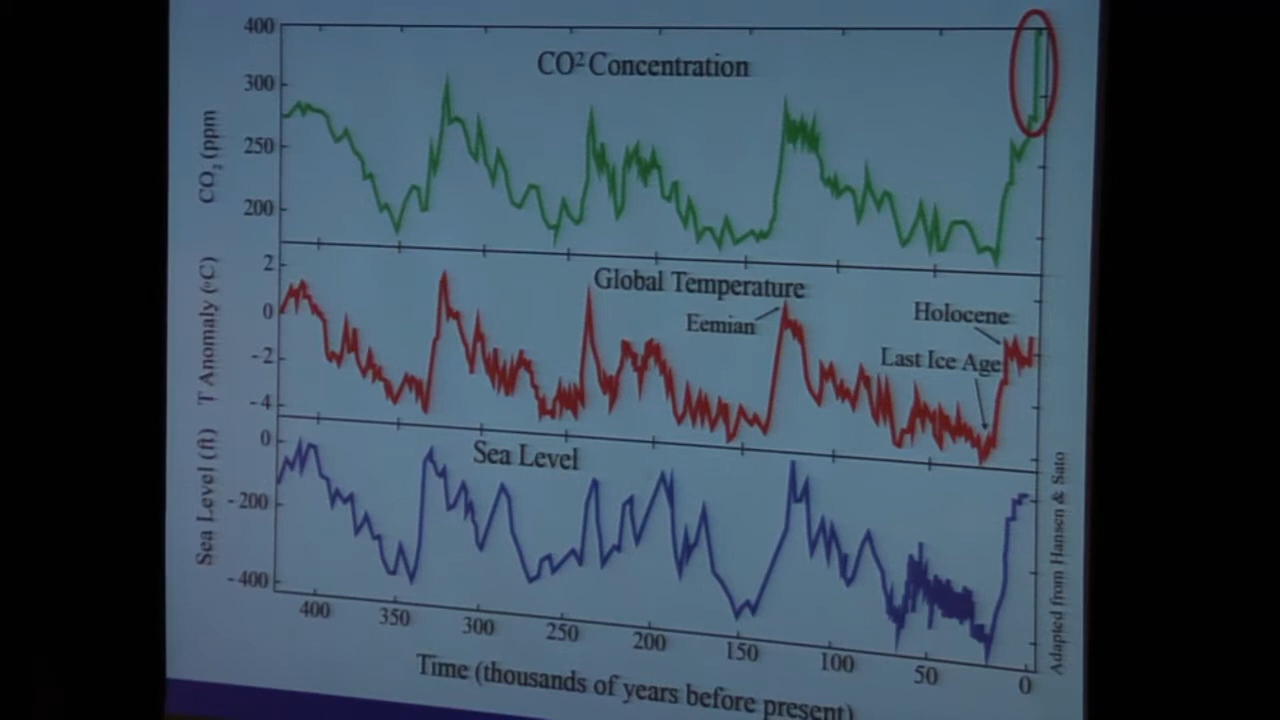 400
CO² Concentration
300
250
200
CO₂ (ppm
2
0
-2
-4
T Anomaly (°C)
Global Temperature
Eemian
Holocene
Last Ice Age
0
-200
-400
Sea Level (ft)
Sea Level
400
350
300
250
200
150
100
50
0
Time (thousands of years before present)
Adapted from Hansen & Sato